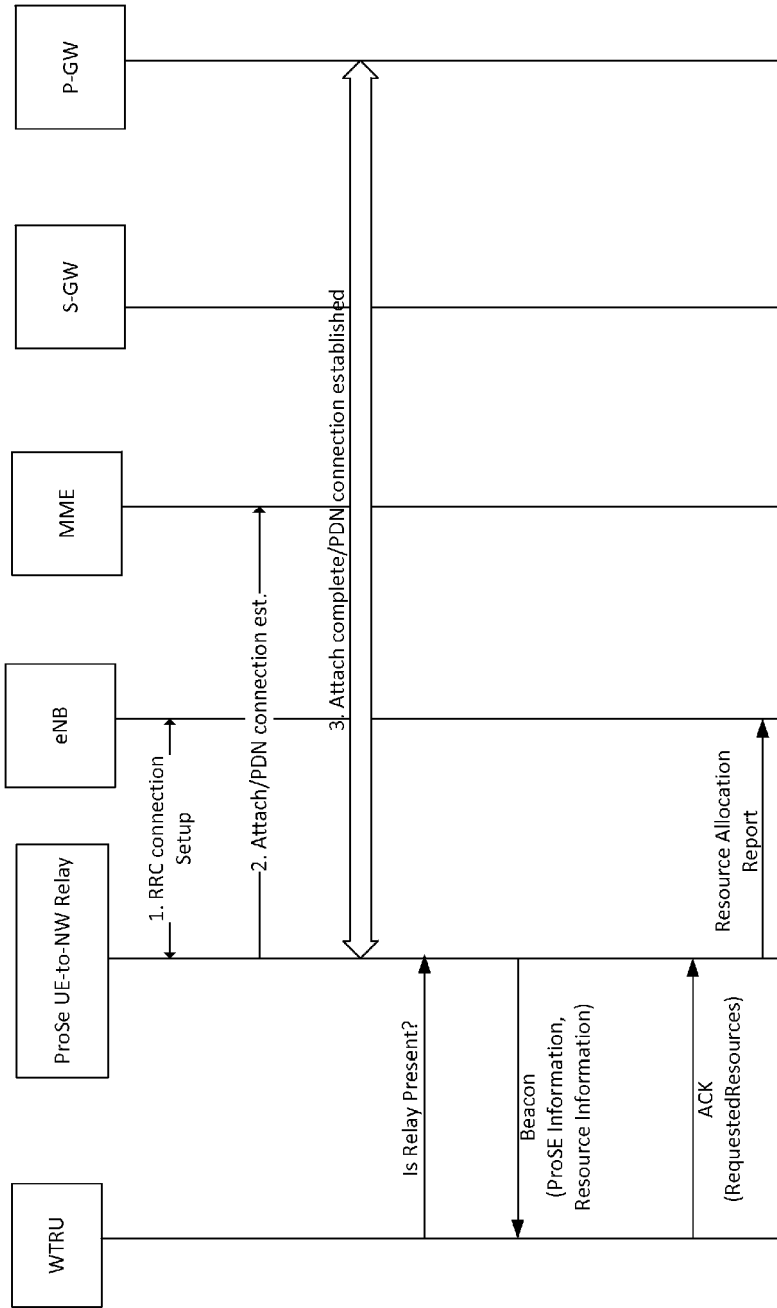 WTRU
ProSe UE-to-NW Relay
eNB
MME
S-GW
P-GW
1. RRC connection
Setup
2. Attach/PDN connection est.
3. Attach complete/PDN connection established
Is Relay Present?
Beacon
(ProSE Information,
Resource Information)
ACK
(RequestedResources)
Resource Allocation
Report